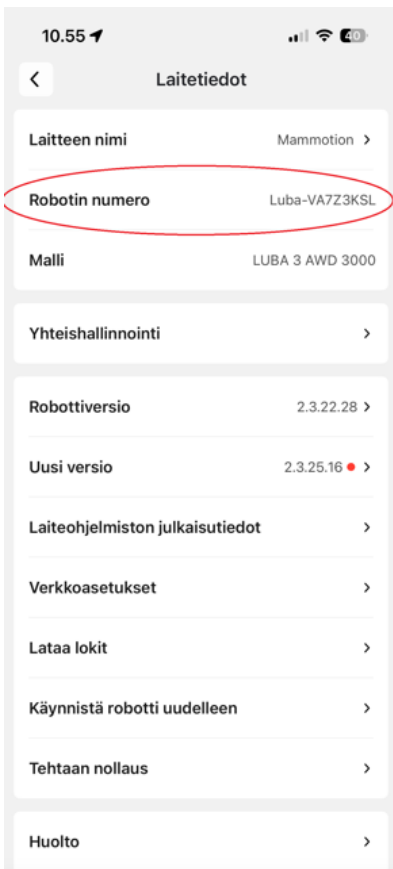 10.55
40
Laitetiedot
Laitteen nimi Mammotion
Robotin numero Luba-VA7Z3KSL
Malli LUBA 3 AWD 3000
Yhteishallinnointi
Robottiversio 2.3.22.28
Uusi versio 2.3.25.16
Laiteohjelmiston julkaisutiedot
Verkkoasetukset
Lataa lokit
Käynnistä robotti uudelleen
Tehtaan nollaus
Huolto